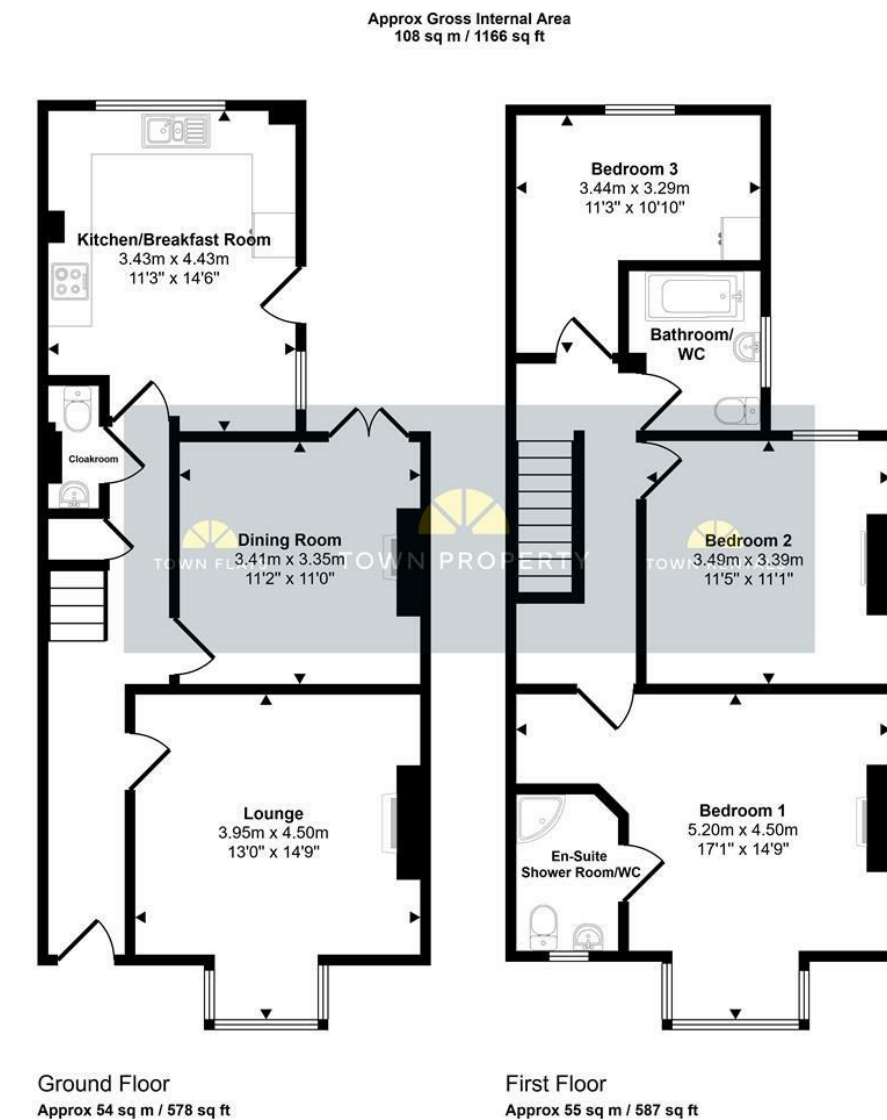 Approx Gross Internal Area
108 sq m / 1166 sq ft
Kitchen/Breakfast Room
3.43m x 4.43m
11'3" x 14'6"
Cloakroom
Dining Room
3.41m x 3.35m
11'2" x 11'0"
Lounge
3.95m x 4.50m
13'0" x 14'9"
Bedroom 3
3.44m x 3.29m
11'3" x 10'10"
Bathroom/
WC
Bedroom 2
3.49m x 3.39m
11'5" x 11'1"
Bedroom 1
5.20m x 4.50m
17'1" x 14'9"
En-Suite
Shower Room/WC
TOWN
TOWN PROPERTY
TOWN
Ground Floor
Approx 54 sq m / 578 sq ft
First Floor
Approx 55 sq m / 587 sq ft